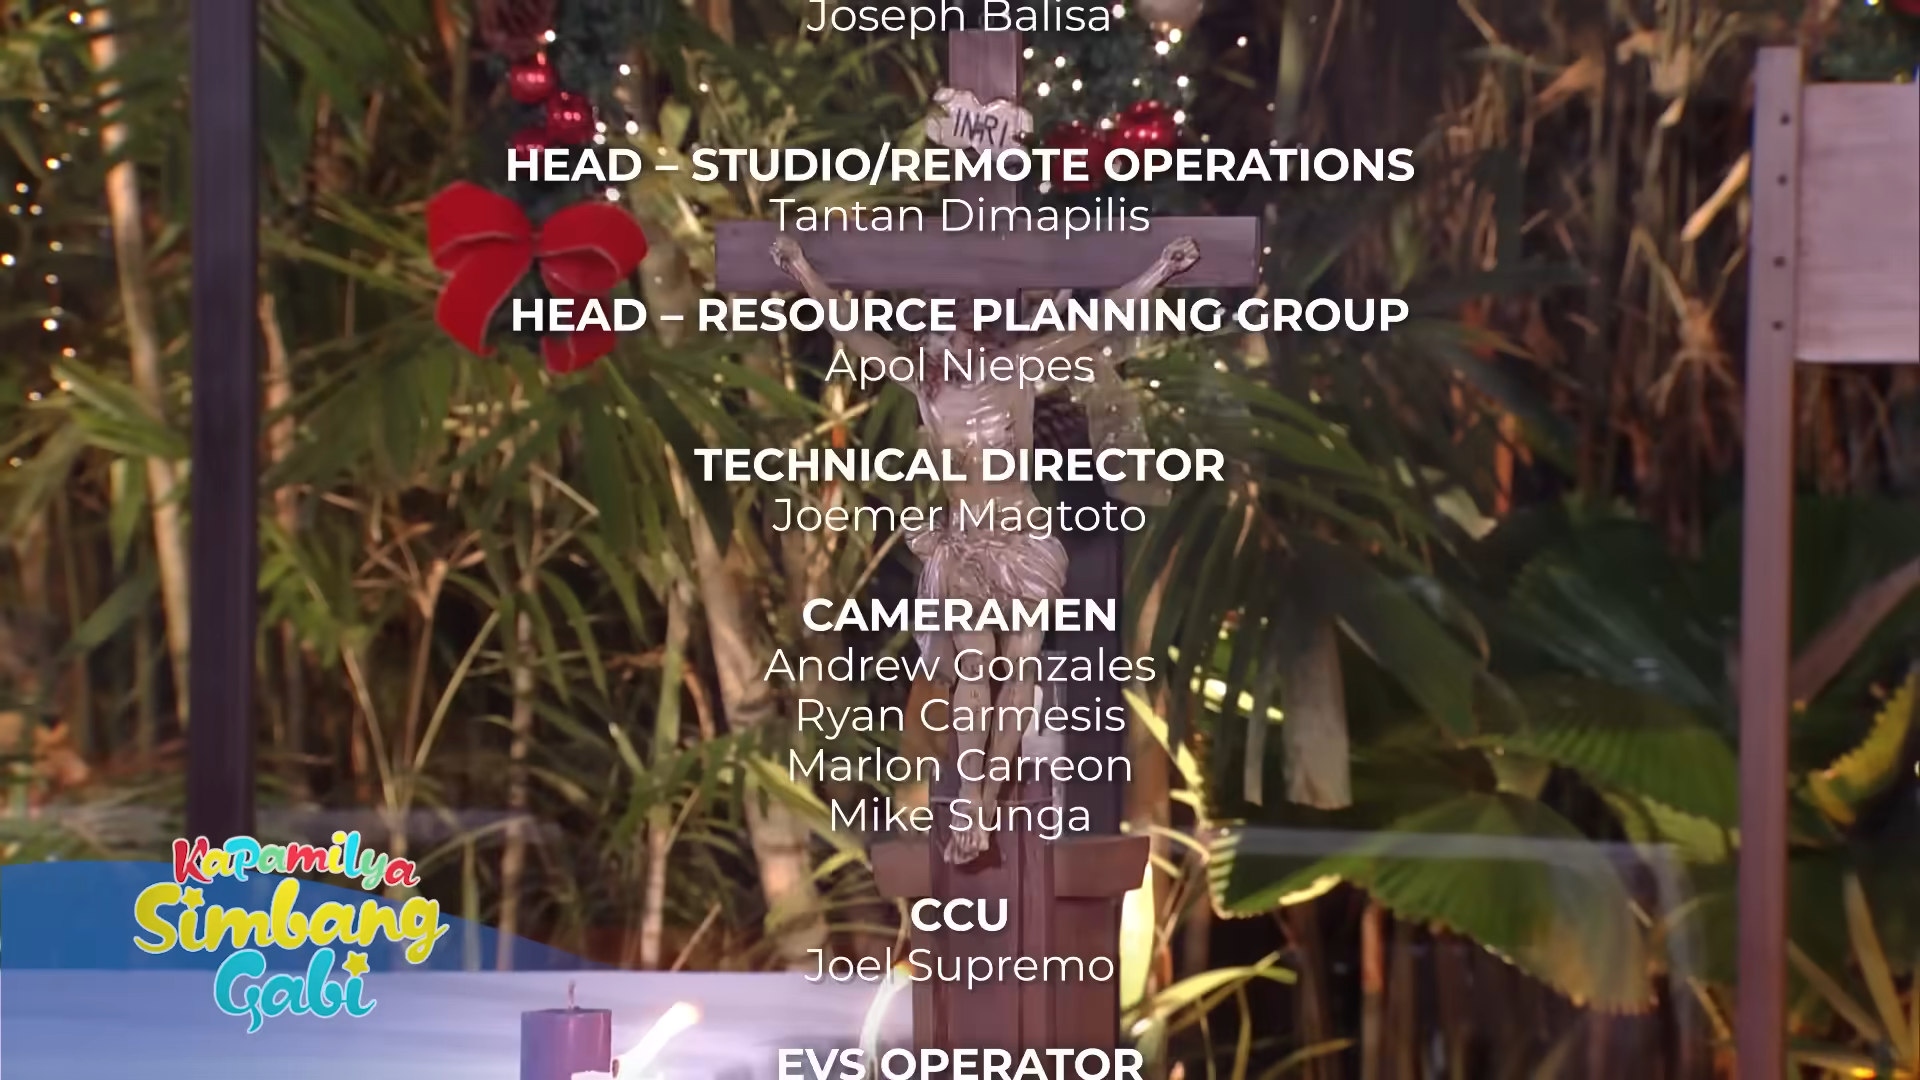 Joseph Balisa
INRI
HEAD – STUDIO/REMOTE OPERATIONS
Tantan Dimapilis
HEAD – RESOURCE PLANNING GROUP
Apol Niepes
TECHNICAL DIRECTOR
Joemer Magtoto
CAMERAMEN
Andrew Gonzales
Ryan Carmesis
Marlon Carreon
Mike Sunga
CCU
Joel Supremo
EVS OPERATOR
Kapamilya
Simbang
Gabi